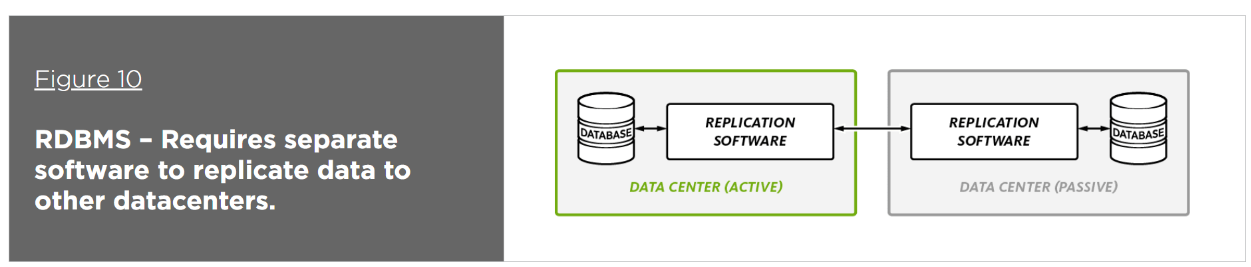 Figure 10
RDBMS – Requires separate
software to replicate data to
other datacenters.
DATABASE
REPLICATION
SOFTWARE
DATA CENTER (ACTIVE)
REPLICATION
SOFTWARE
DATABASE
DATA CENTER (PASSIVE)